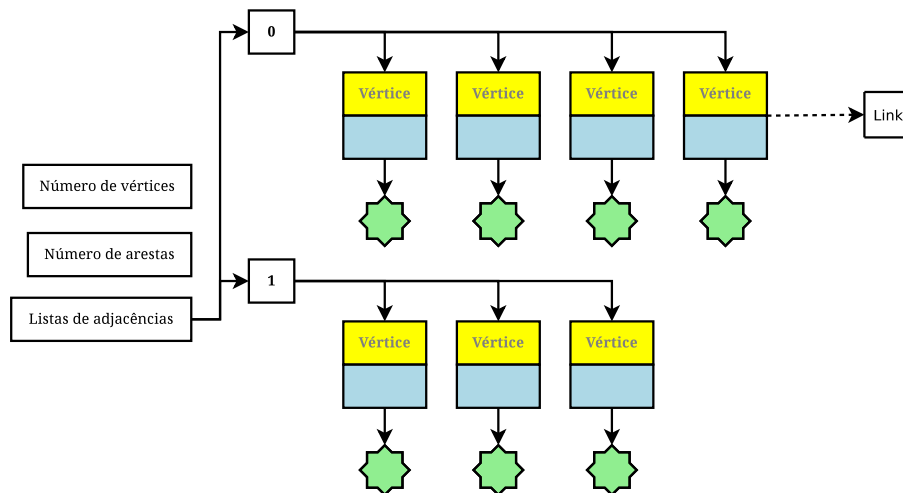 0
Vértice Vértice Vértice Vértice
Link
Número de vértices
Número de arestas
1
Listas de adjacências
Vértice Vértice Vértice